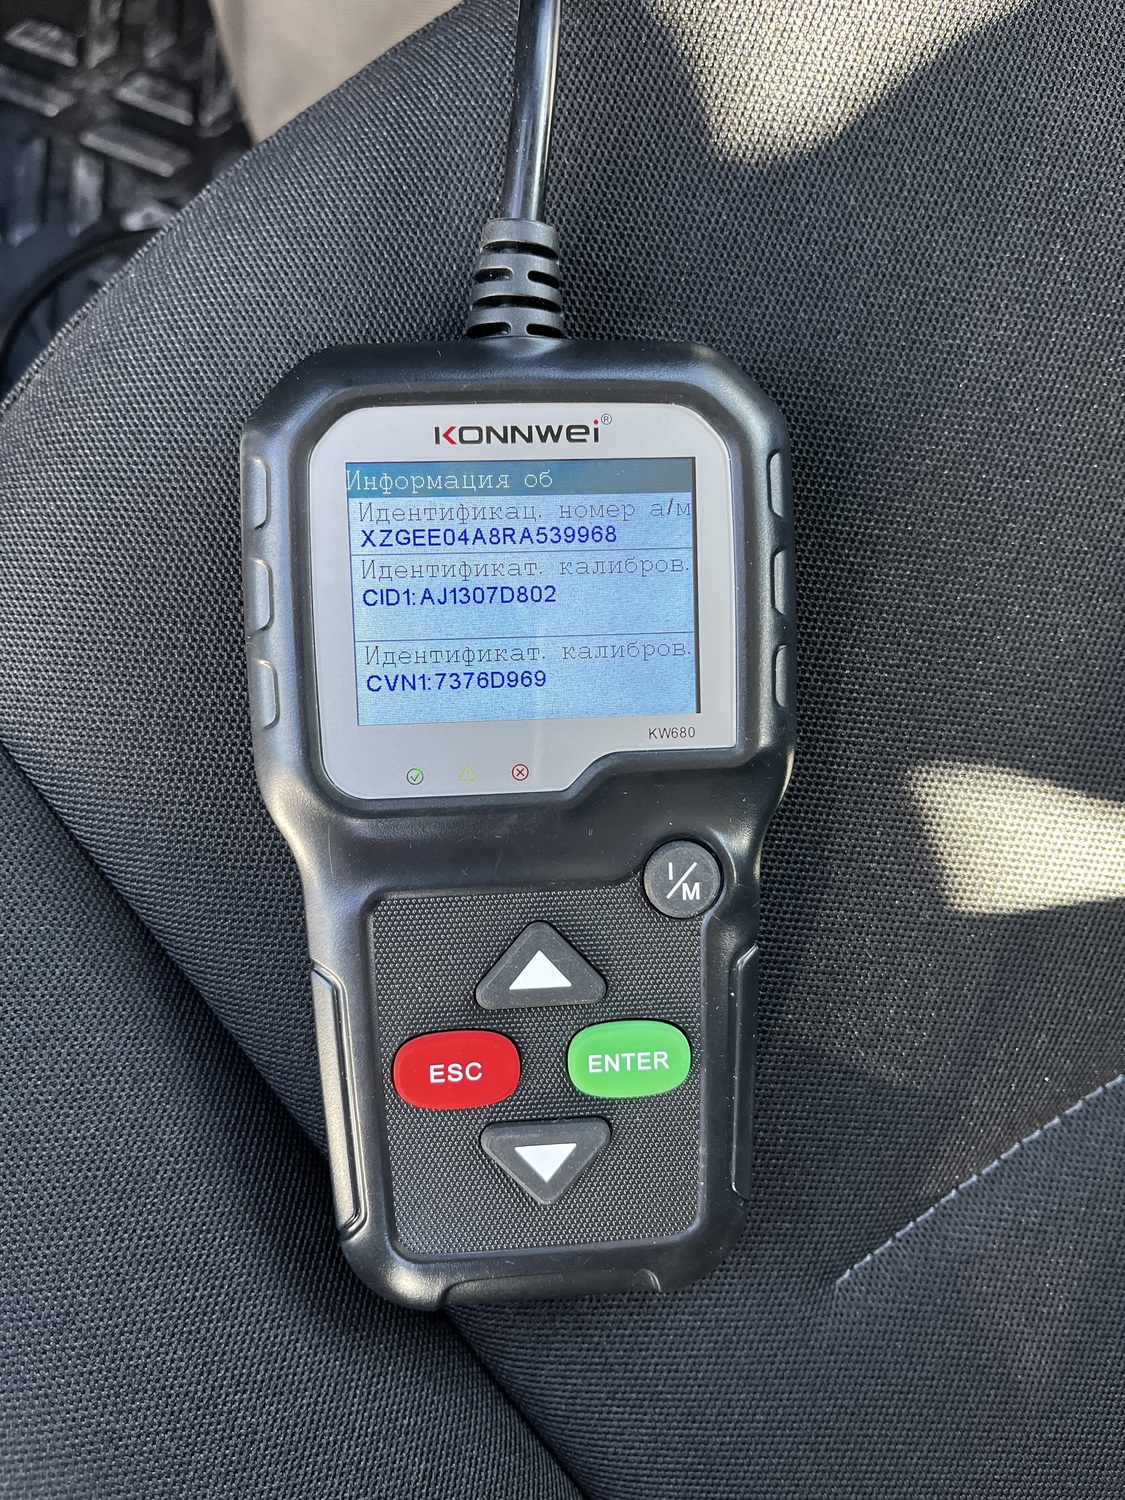 KONNWEi®
Информация об
Идентификац. номер а/м
XZGEE04A8RA539968
Идентификат. калибров.
CID1:AJ1307D802
Идентификат. калибров.
CVN1:7376D969
KW680
I/M
ESC
ENTER